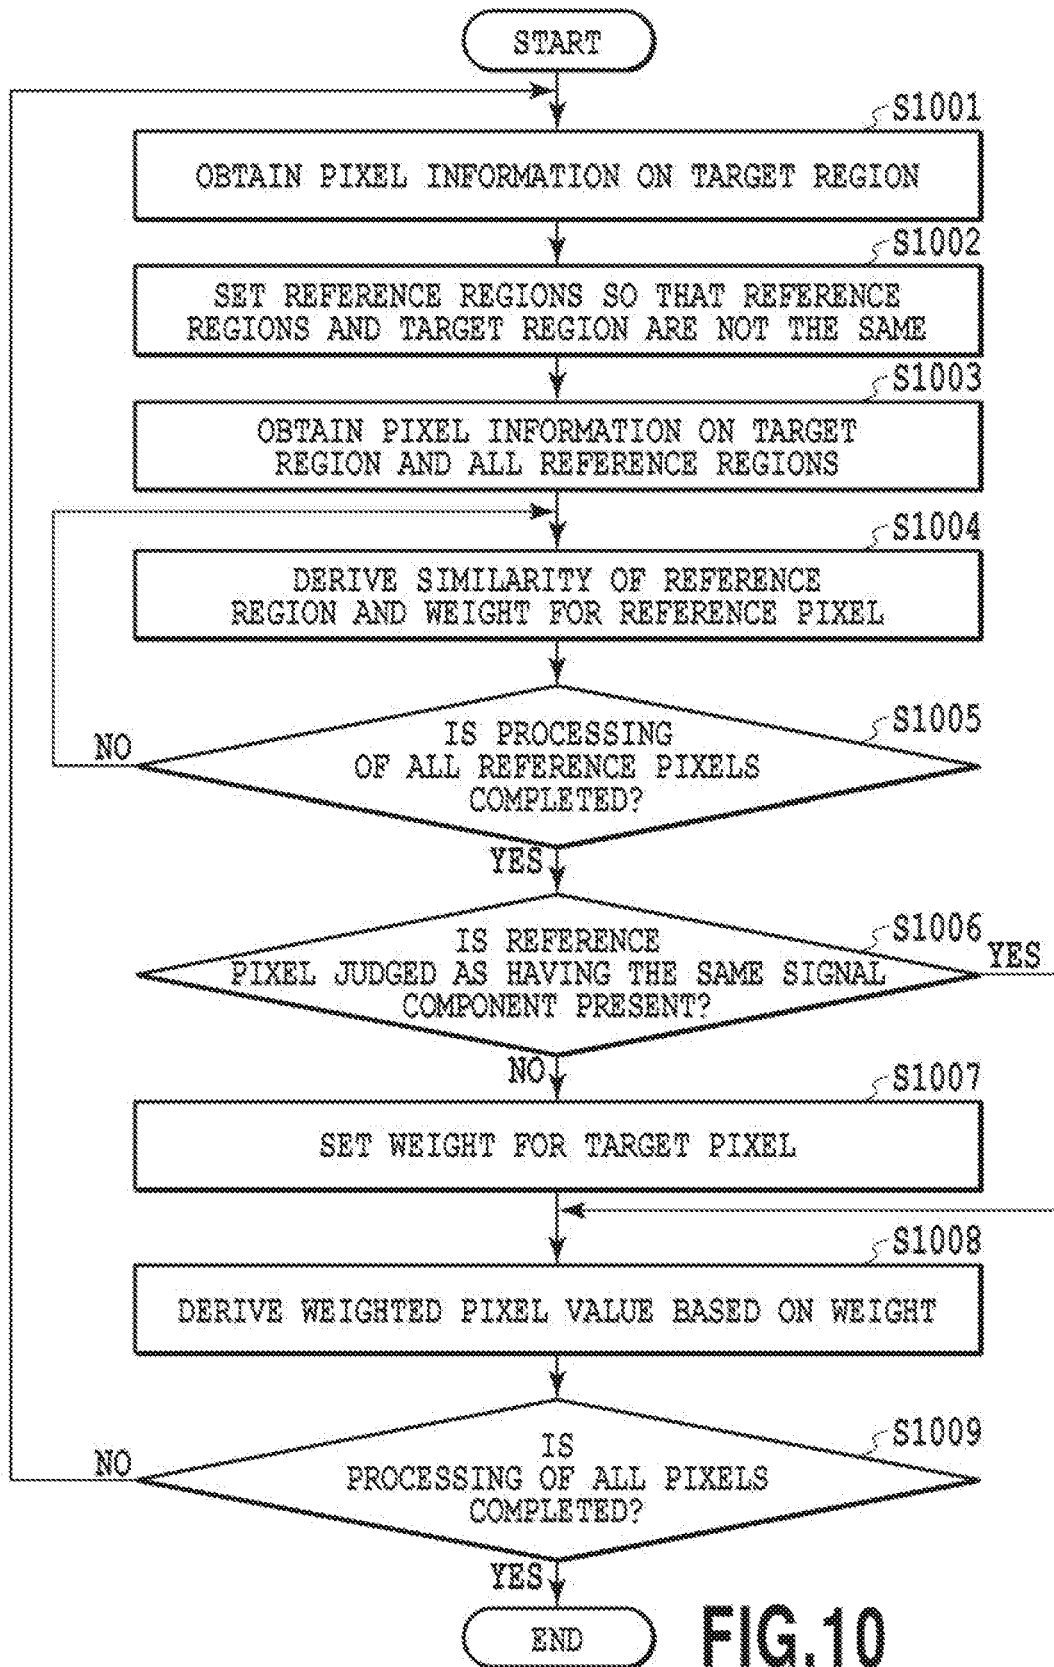 START
S1001
OBTAIN PIXEL INFORMATION ON TARGET REGION
S1002
SET REFERENCE REGIONS SO THAT REFERENCE
REGIONS AND TARGET REGION ARE NOT THE SAME
S1003
OBTAIN PIXEL INFORMATION ON TARGET
REGION AND ALL REFERENCE REGIONS
S1004
DERIVE SIMILARITY OF REFERENCE
REGION AND WEIGHT FOR REFERENCE PIXEL
S1005
NO
IS PROCESSING
OF ALL REFERENCE PIXELS
COMPLETED?
YES
S1006
YES
IS REFERENCE
PIXEL JUDGED AS HAVING THE SAME SIGNAL
COMPONENT PRESENT?
NO
S1007
SET WEIGHT FOR TARGET PIXEL
S1008
DERIVE WEIGHTED PIXEL VALUE BASED ON WEIGHT
S1009
NO
IS
PROCESSING OF ALL PIXELS
COMPLETED?
YES
END
FIG.10